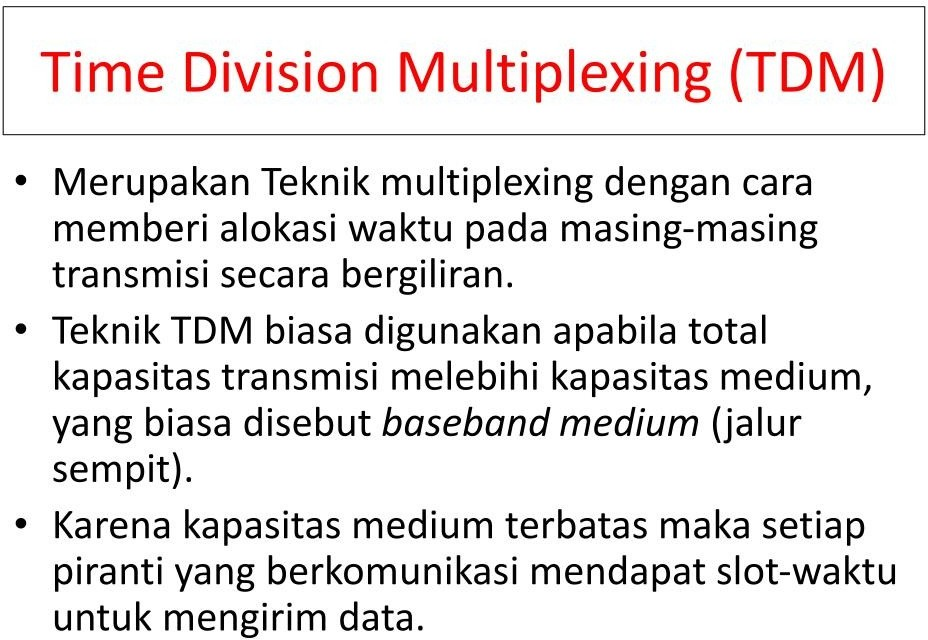 Time Division Multiplexing (TDM)
• Merupakan Teknik multiplexing dengan cara
memberi alokasi waktu pada masing-masing
transmisi secara bergiliran.
• Teknik TDM biasa digunakan apabila total
kapasitas transmisi melebihi kapasitas medium,
yang biasa disebut baseband medium (jalur
sempit).
• Karena kapasitas medium terbatas maka setiap
piranti yang berkomunikasi mendapat slot-waktu
untuk mengirim data.